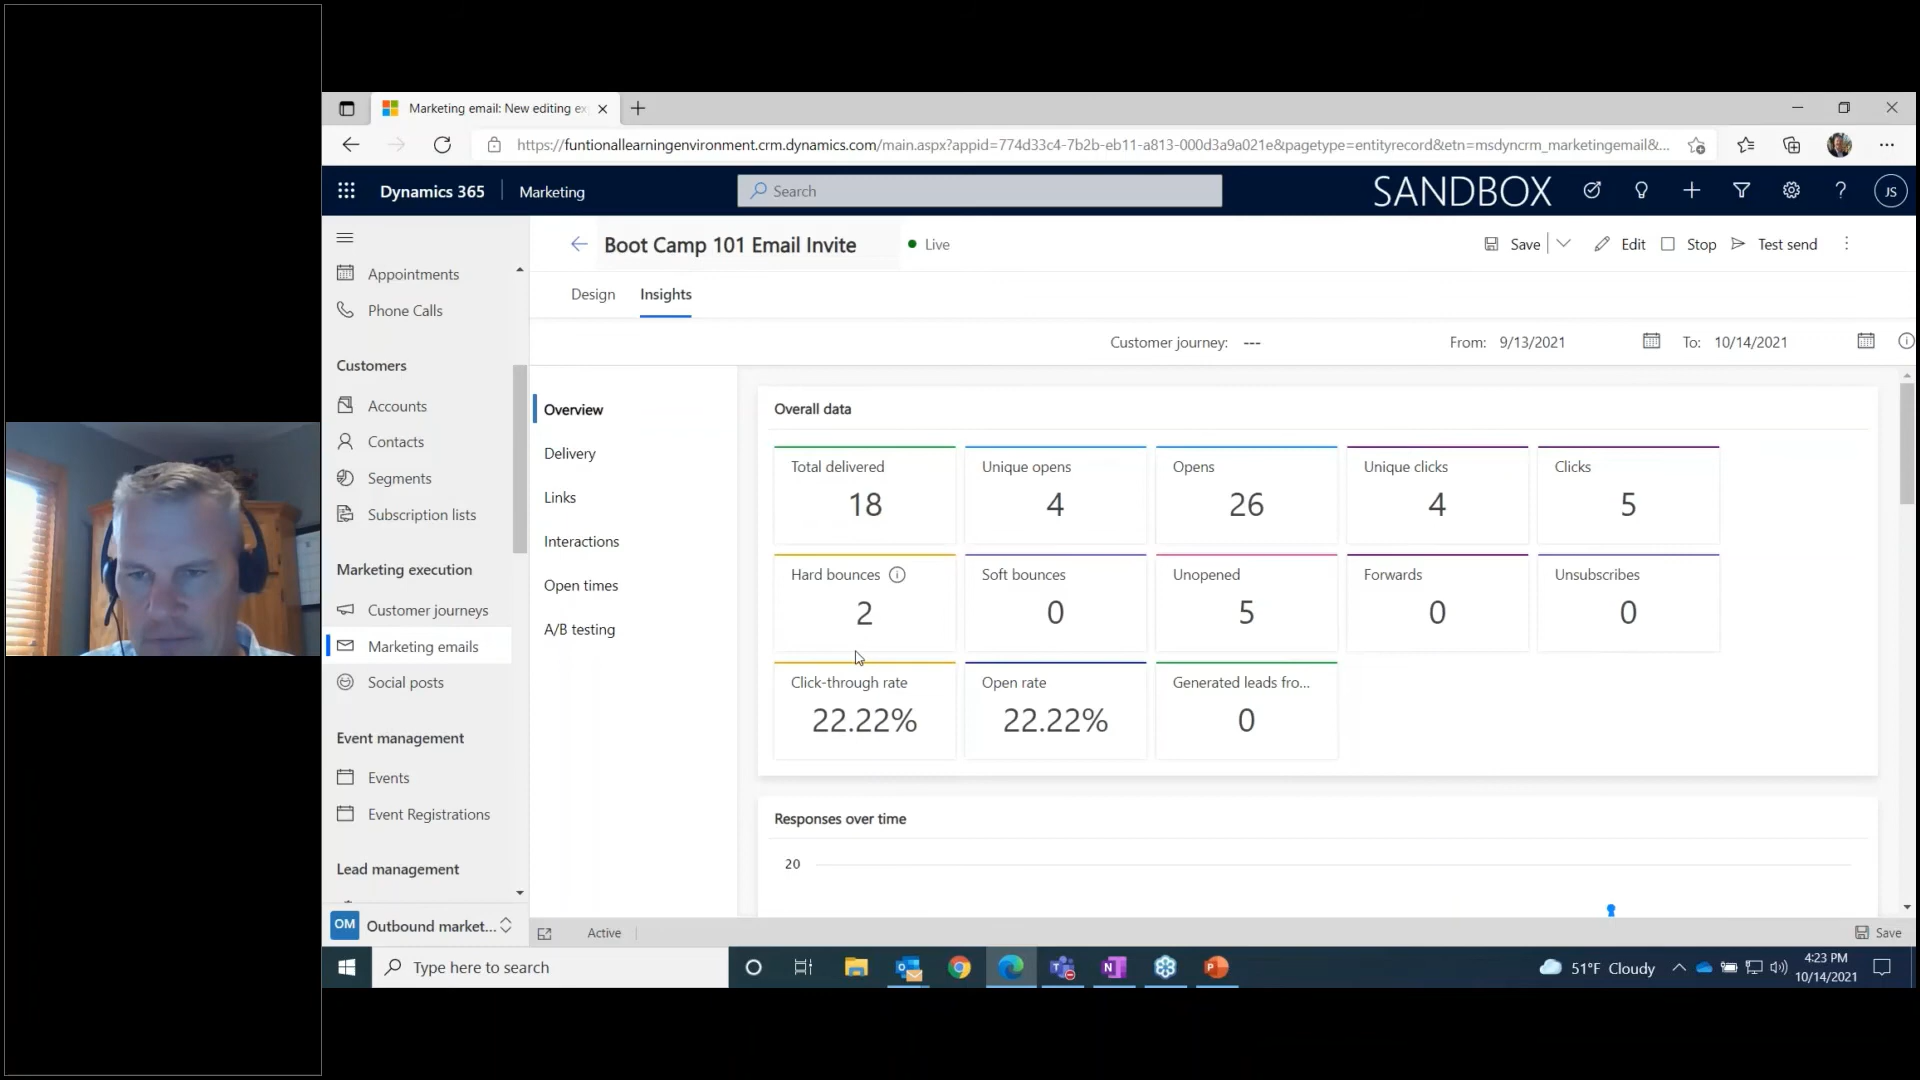 Marketing email: New editing ex
https://funtionallearningenvironment.crm.dynamics.com/main.aspx?appid=774d33c4-7b2b-eb11-a813-000d3a9a021e&pagetype=entityrecord&etn=msdyncrm_marketingemail&...
Dynamics 365 Marketing Search SANDBOX JS
Boot Camp 101 Email Invite Live Save Edit Stop Test send
Appointments
Phone Calls
Customers
Accounts
Contacts
Segments
Subscription lists
Marketing execution
Customer journeys
Marketing emails
Social posts
Event management
Events
Event Registrations
Lead management
OM Outbound market...
Design Insights
Customer journey: --- From: 9/13/2021 To: 10/14/2021
Overview
Delivery
Links
Interactions
Open times
A/B testing
Overall data
Total delivered Unique opens Opens Unique clicks Clicks
18 4 26 4 5
Hard bounces Soft bounces Unopened Forwards Unsubscribes
2 0 5 0 0
Click-through rate Open rate Generated leads fro...
22.22% 22.22% 0
Responses over time
20
Active Save
Type here to search 51°F Cloudy 4:23 PM
10/14/2021